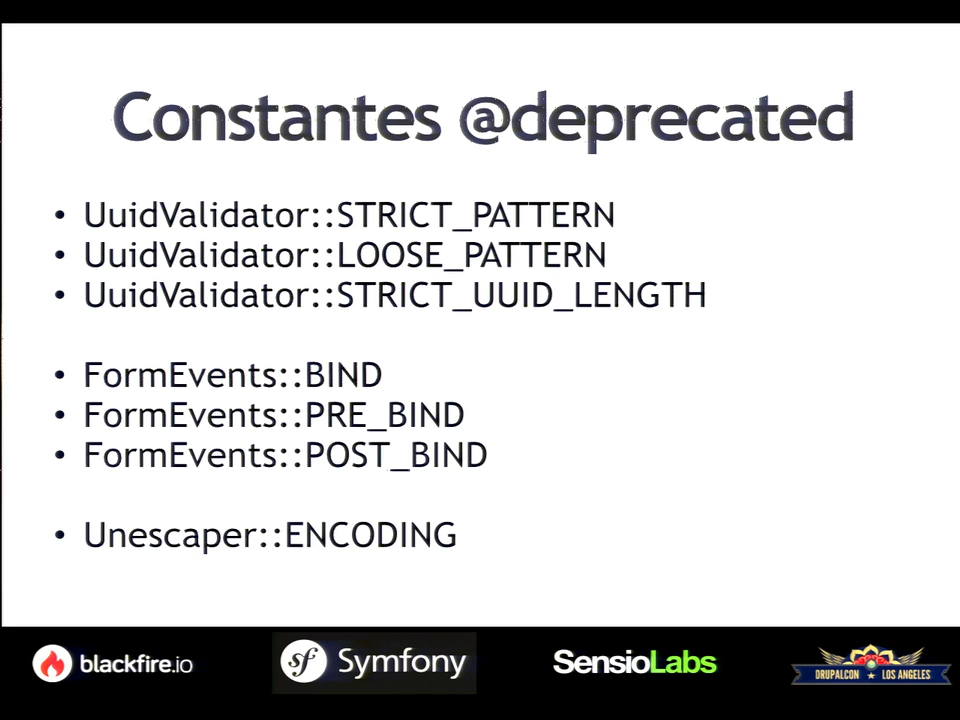 Constantes @deprecated
• UuidValidator::STRICT_PATTERN
• UuidValidator::LOOSE_PATTERN
• UuidValidator::STRICT_UUID_LENGTH
• FormEvents::BIND
• FormEvents::PRE_BIND
• FormEvents::POST_BIND
• Unescaper::ENCODING
blackfire.io sf Symfony SensioLabs DRUPALCON ★ LOS ANGELES